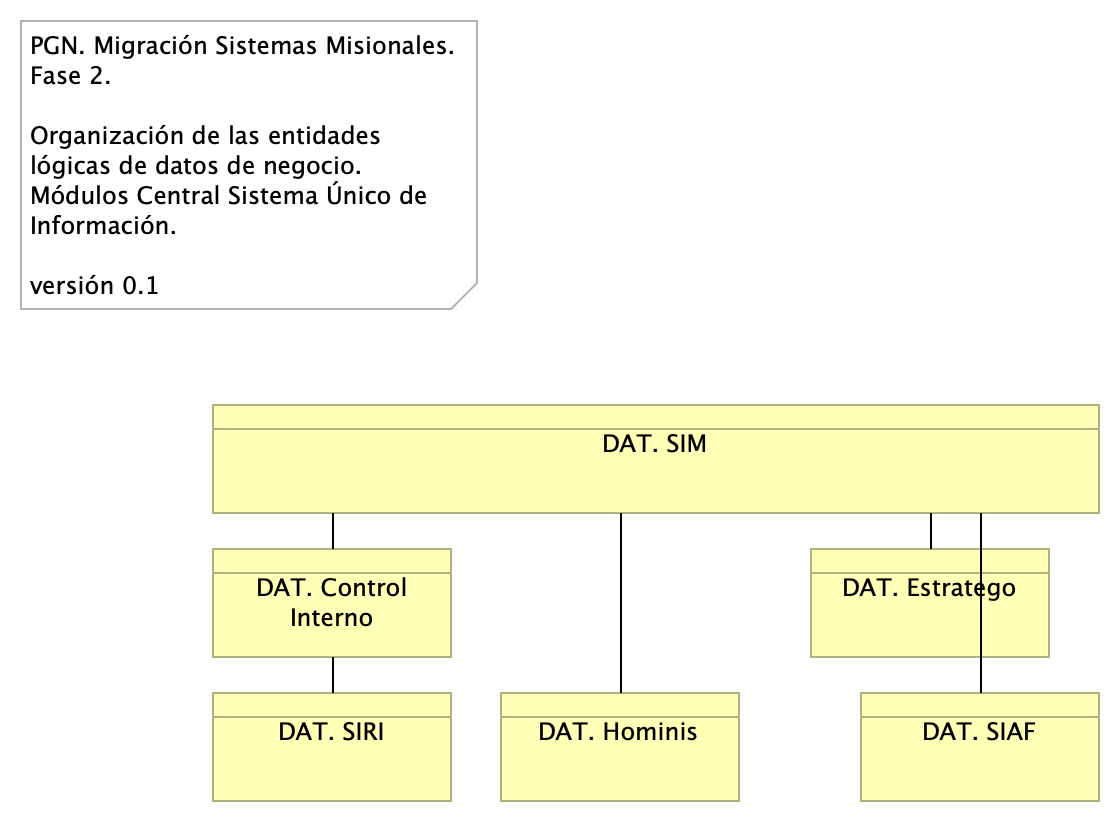 PGN. Migración Sistemas Misionales.
Fase 2.
Organización de las entidades
lógicas de datos de negocio.
Módulos Central Sistema Único de
Información.
versión 0.1
DAT. SIM
DAT. Control
Interno
DAT. Estratego
DAT. SIRI
DAT. Hominis
DAT. SIAF